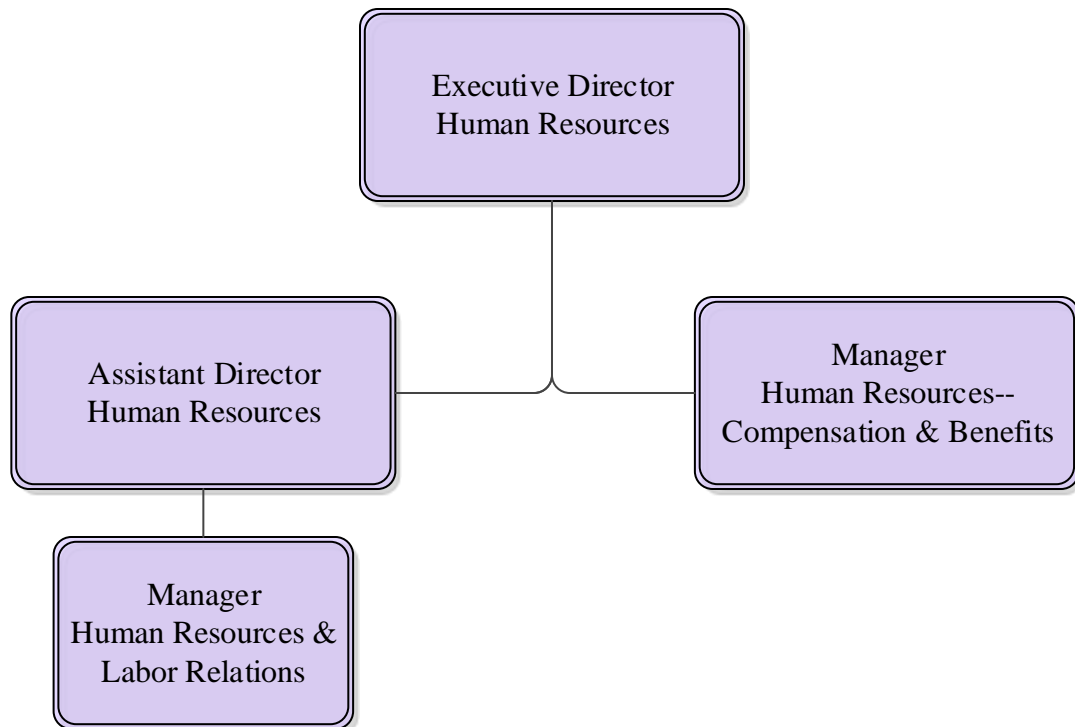 Executive Director
Human Resources
Assistant Director
Human Resources
Manager
Human Resources--
Compensation & Benefits
Manager
Human Resources &
Labor Relations